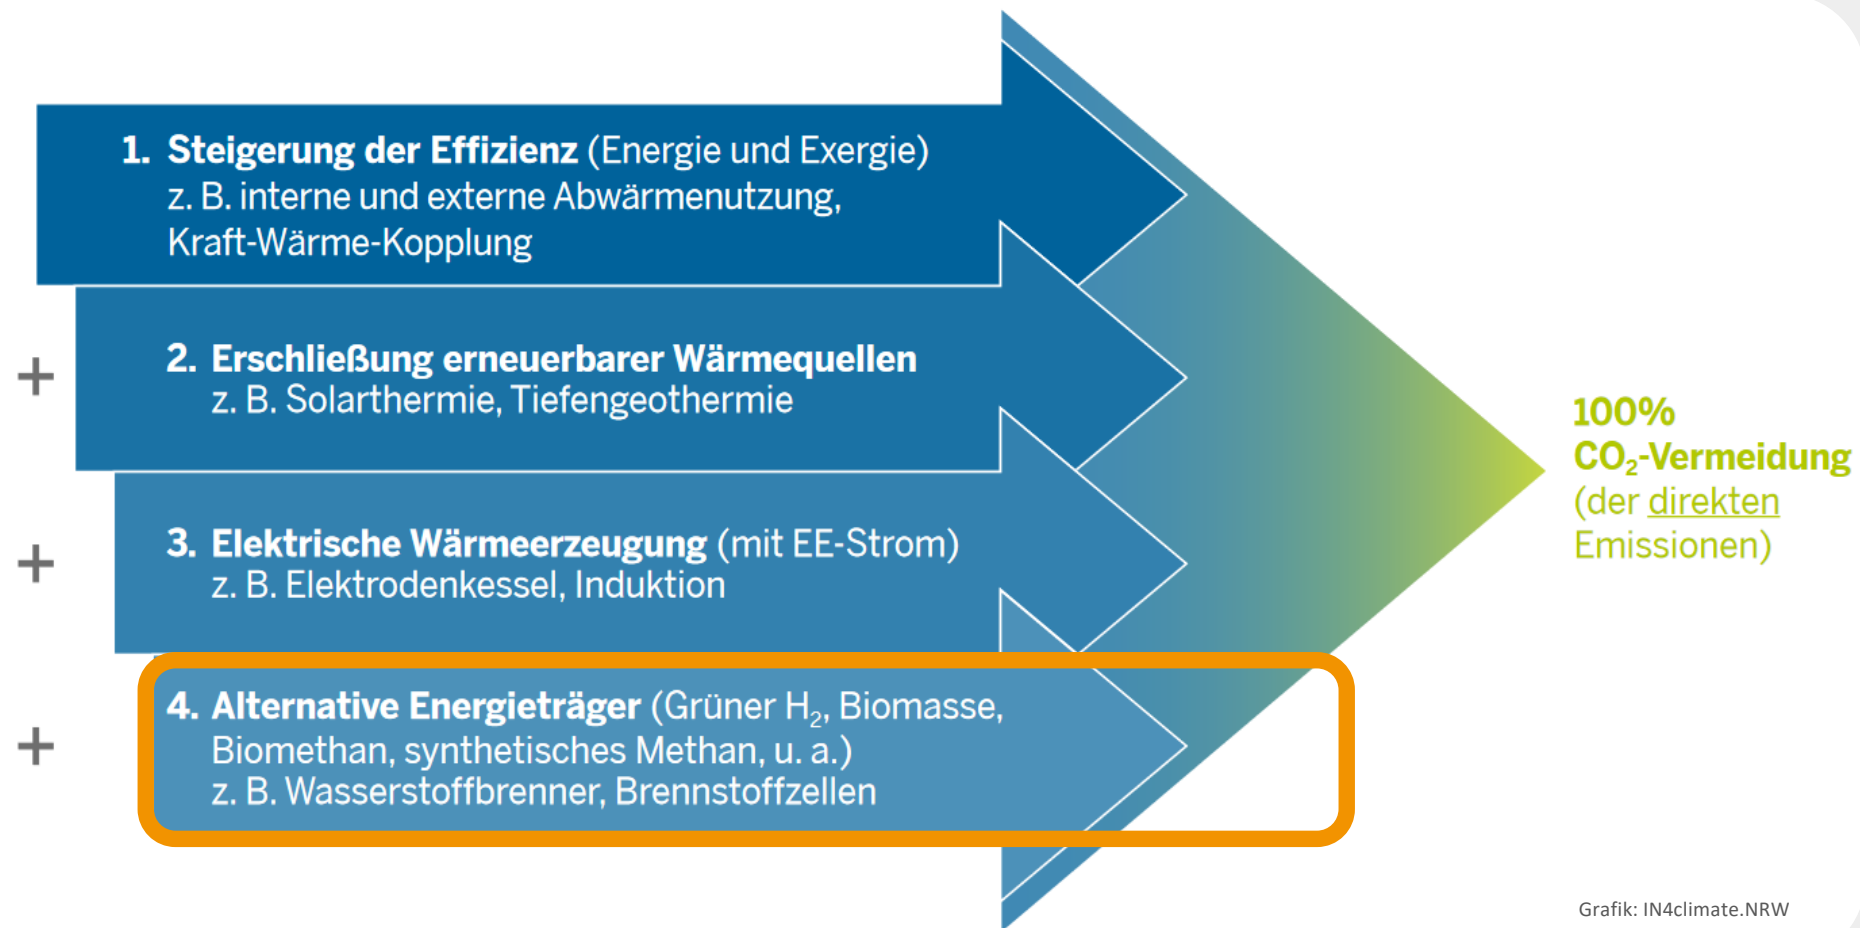 1. Steigerung der Effizienz (Energie und Exergie)
z. B. interne und externe Abwärmenutzung,
Kraft-Wärme-Kopplung
+
2. Erschließung erneuerbarer Wärmequellen
z. B. Solarthermie, Tiefengeothermie
+
3. Elektrische Wärmeerzeugung (mit EE-Strom)
z. B. Elektrodenkessel, Induktion
+
4. Alternative Energieträger (Grüner H₂, Biomasse,
Biomethan, synthetisches Methan, u. a.)
z. B. Wasserstoffbrenner, Brennstoffzellen
100%
CO₂-Vermeidung
(der direkten
Emissionen)
Grafik: IN4climate.NRW